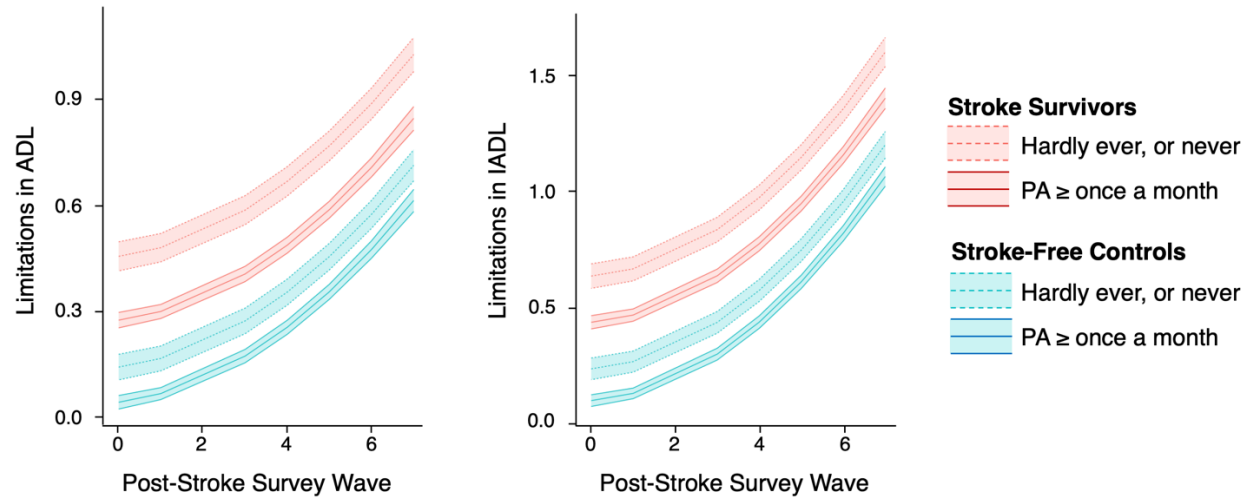 Limitations in ADL
0.9
0.6
0.3
0.0
0 2 4 6
Post-Stroke Survey Wave
Limitations in IADL
1.5
1.0
0.5
0.0
0 2 4 6
Post-Stroke Survey Wave
Stroke Survivors
Hardly ever, or never
PA ≥ once a month
Stroke-Free Controls
Hardly ever, or never
PA ≥ once a month